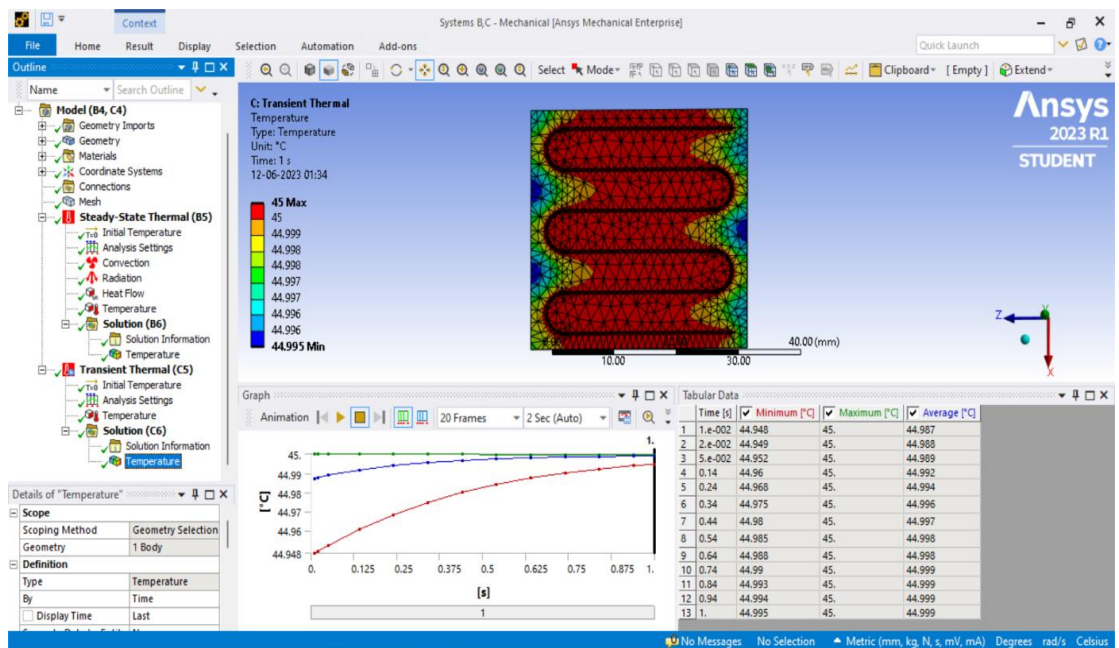 Context
Systems B,C - Mechanical [Ansys Mechanical Enterprise]
File Home Result Display Selection Automation Add-ons Quick Launch
Outline
Select Mode Clipboard [ Empty ] Extend
Name Search Outline
Model (B4, C4)
Geometry Imports
Geometry
Materials
Coordinate Systems
Connections
Mesh
Steady-State Thermal (B5)
Initial Temperature
Analysis Settings
Convection
Radiation
Heat Flow
Temperature
Solution (B6)
Solution Information
Temperature
Transient Thermal (C5)
Initial Temperature
Analysis Settings
Temperature
Solution (C6)
Solution Information
Temperature
C: Transient Thermal
Temperature
Type: Temperature
Unit: °C
Time: 1 s
12-06-2023 01:34
45 Max
45
44.999
44.998
44.998
44.997
44.997
44.996
44.996
44.995 Min
Ansys
2023 R1
STUDENT
40.00 (mm)
10.00 30.00
Z
X
Details of "Temperature"
Scope
Scoping Method Geometry Selection
Geometry 1 Body
Definition
Type Temperature
By Time
Display Time Last
Graph
Animation 20 Frames 2 Sec (Auto)
1.
45.
44.99
44.98
44.97
44.96
44.948
[°C]
0. 0.125 0.25 0.375 0.5 0.625 0.75 0.875 1.
[s]
1
Tabular Data
Time [s] Minimum [°C] Maximum [°C] Average [°C]
1 1.e-002 44.948 45. 44.987
2 2.e-002 44.949 45. 44.988
3 5.e-002 44.952 45. 44.989
4 0.14 44.96 45. 44.992
5 0.24 44.968 45. 44.994
6 0.34 44.975 45. 44.996
7 0.44 44.98 45. 44.997
8 0.54 44.985 45. 44.998
9 0.64 44.988 45. 44.998
10 0.74 44.99 45. 44.999
11 0.84 44.993 45. 44.999
12 0.94 44.994 45. 44.999
13 1. 44.995 45. 44.999
No Messages No Selection Metric (mm, kg, N, s, mV, mA) Degrees rad/s Celsius